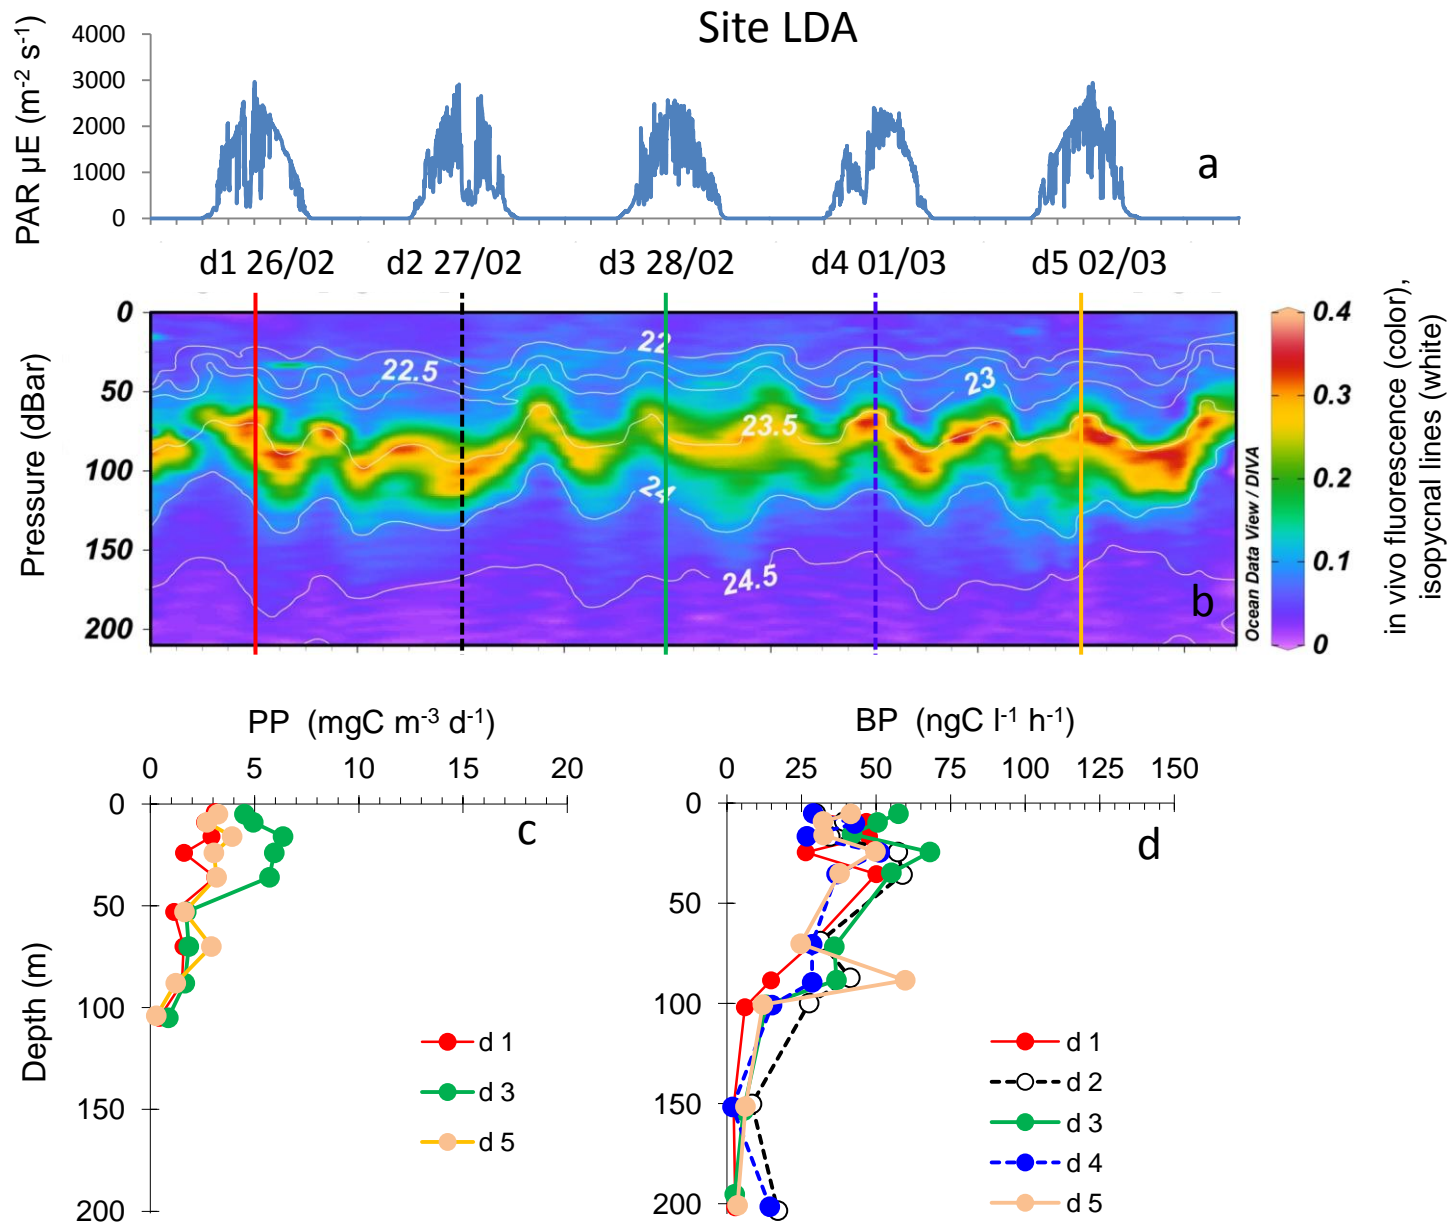 Site LDA
PAR µE (m-2 s-1)
4000
3000
2000
1000
0
a
d1 26/02 d2 27/02 d3 28/02 d4 01/03 d5 02/03
Pressure (dBar)
0
50
100
150
200
22
22.5
23
23.5
24
24.5
b
Ocean Data View / DIVA
0.4
0.3
0.2
0.1
0
in vivo fluorescence (color),
isopycnal lines (white)
PP (mgC m-3 d-1)
0 5 10 15 20
Depth (m)
0
50
100
150
200
c
d 1
d 3
d 5
BP (ngC l-1 h-1)
0 25 50 75 100 125 150
0
50
100
150
200
d
d 1
d 2
d 3
d 4
d 5